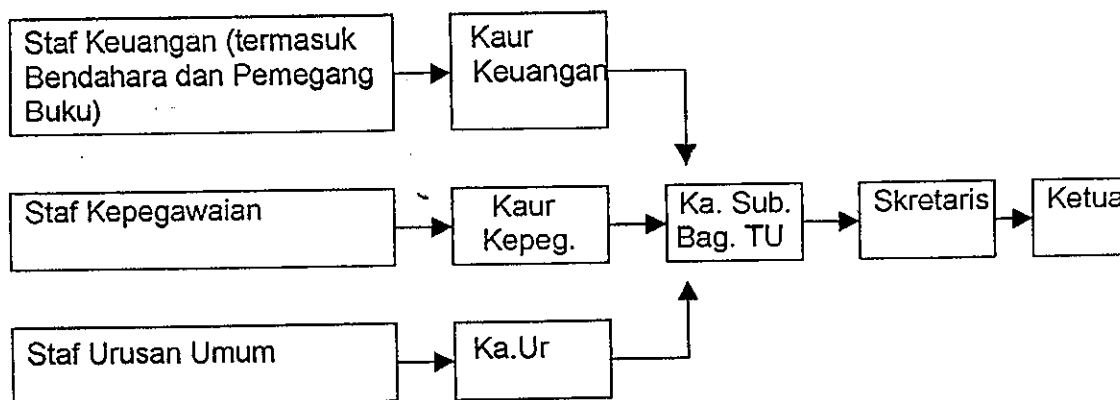 Staf Keuangan (termasuk
Bendahara dan Pemegang
Buku)
Kaur
Keuangan
Staf Kepegawaian
Kaur
Kepeg.
Ka. Sub.
Bag. TU
Skretaris
Ketua
Staf Urusan Umum
Ka.Ur